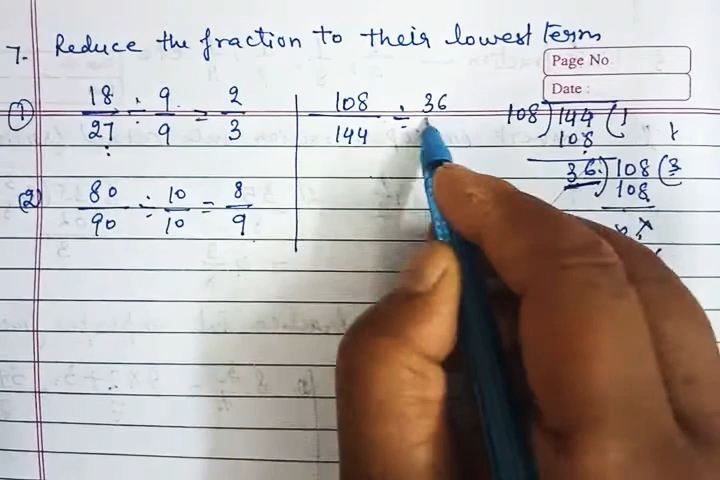 7. Reduce the fraction to their lowest term
Page No.
Date :
(1) 18/27 ÷ 9/9 = 2/3
108/144 ÷ 36
108) 144 (1
108
36) 108 (3
108
(2) 80/90 ÷ 10/10 = 8/9